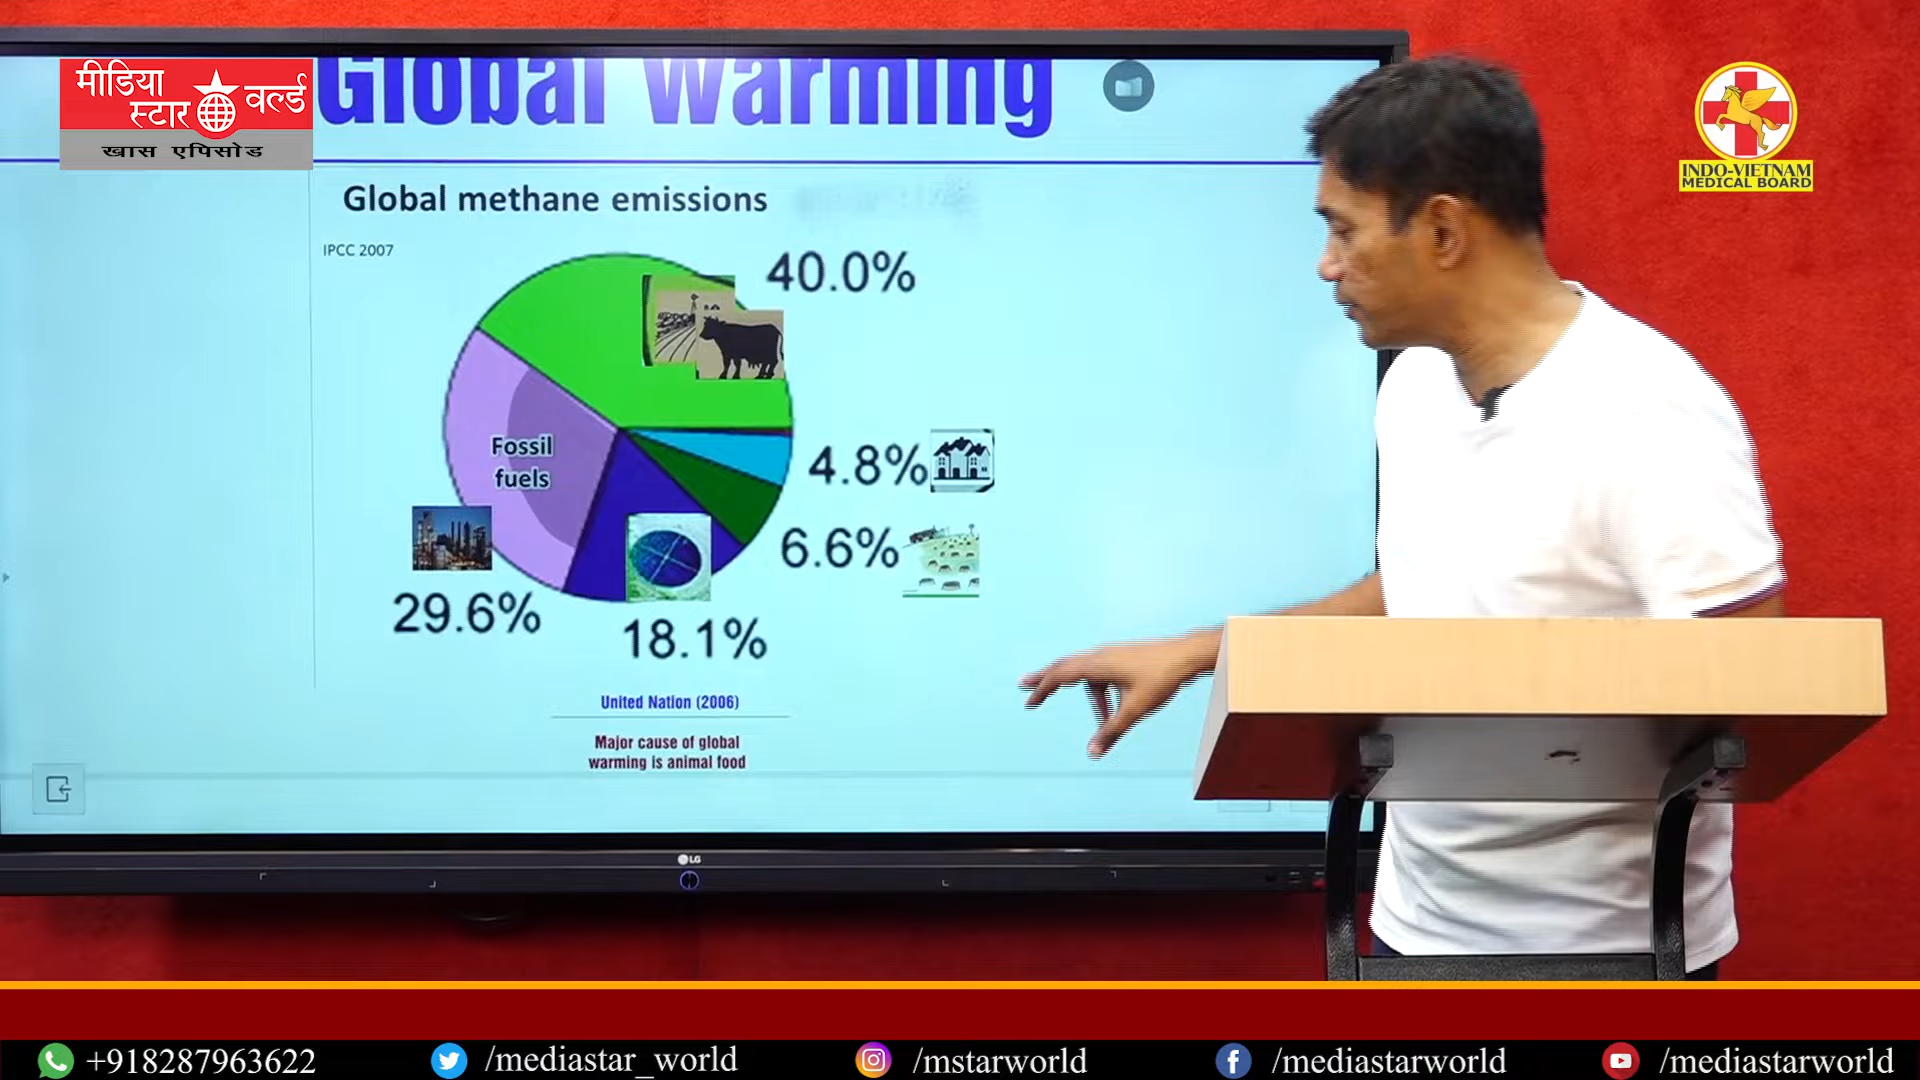 मीडिया
स्टार वर्ल्ड
खास एपिसोड
Global Warming
INDO-VIETNAM
MEDICAL BOARD
Global methane emissions
IPCC 2007
40.0%
Fossil
fuels
4.8%
6.6%
29.6%
18.1%
United Nation (2006)
Major cause of global
warming is animal food
LG
+918287963622
/mediastar_world
/mstarworld
/mediastarworld
/mediastarworld